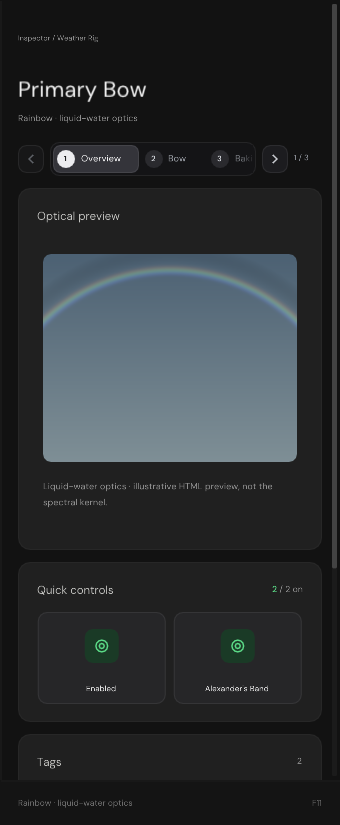 Inspector / Weather Rig
Primary Bow
Rainbow · liquid-water optics
1 Overview 2 Bow 3 Baki 1 / 3
Optical preview
Liquid-water optics · illustrative HTML preview, not the
spectral kernel.
Quick controls 2 / 2 on
Enabled Alexander's Band
Tags 2
Rainbow · liquid-water optics F11